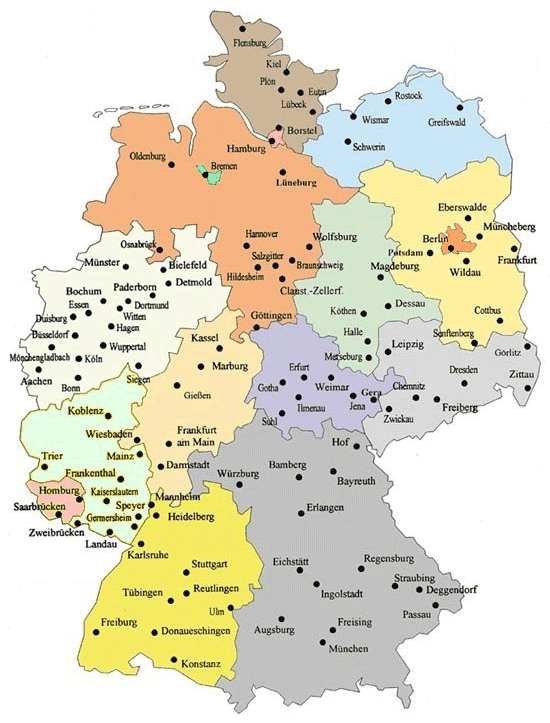 Flensburg
Kiel
Plön
Eutin
Lübeck
Rostock
Greifswald
Wismar
Borstel
Hamburg
Schwerin
Oldenburg
Bremen
Lüneburg
Eberswalde
Müncheberg
Berlin
Potsdam
Frankfurt
Wildau
Hannover
Wolfsburg
Osnabrück
Salzgitter
Braunschweig
Hildesheim
Clanst.-Zellerf.
Magdeburg
Münster
Bielefeld
Detmold
Bochum
Paderborn
Essen
Dortmund
Duisburg
Witten
Hagen
Göttingen
Köthen
Dessau
Cottbus
Senftenberg
Düsseldorf
Wuppertal
Kassel
Halle
Merseburg
Leipzig
Görlitz
Mönchengladbach
Köln
Aachen
Bonn
Siegen
Marburg
Gießen
Erfurt
Gotha
Weimar
Gera
Jena
Ilmenau
Suhl
Chemnitz
Dresden
Zittau
Zwickau
Freiberg
Koblenz
Wiesbaden
Frankfurt
am Main
Hof
Trier
Mainz
Darmstadt
Frankenthal
Würzburg
Bamberg
Bayreuth
Homburg
Kaiserslautern
Mannheim
Saarbrücken
Speyer
Germersheim
Heidelberg
Erlangen
Zweibrücken
Landau
Karlsruhe
Stuttgart
Eichstätt
Regensburg
Straubing
Deggendorf
Tübingen
Reutlingen
Ingolstadt
Ulm
Passau
Freiburg
Donaueschingen
Augsburg
Freising
München
Konstanz